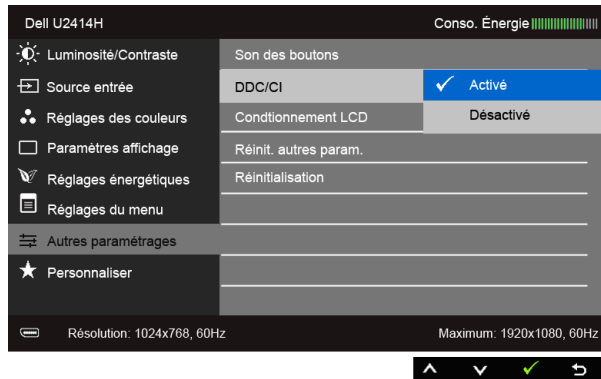 Dell U2414H Conso. Énergie
Luminosité/Contraste Son des boutons
Source entrée DDC/CI Activé
Réglages des couleurs Condtionnement LCD Désactivé
Paramètres affichage Réinit. autres param.
Réglages énergétiques Réinitialisation
Réglages du menu
Autres paramétrages
Personnaliser
Résolution: 1024x768, 60Hz Maximum: 1920x1080, 60Hz